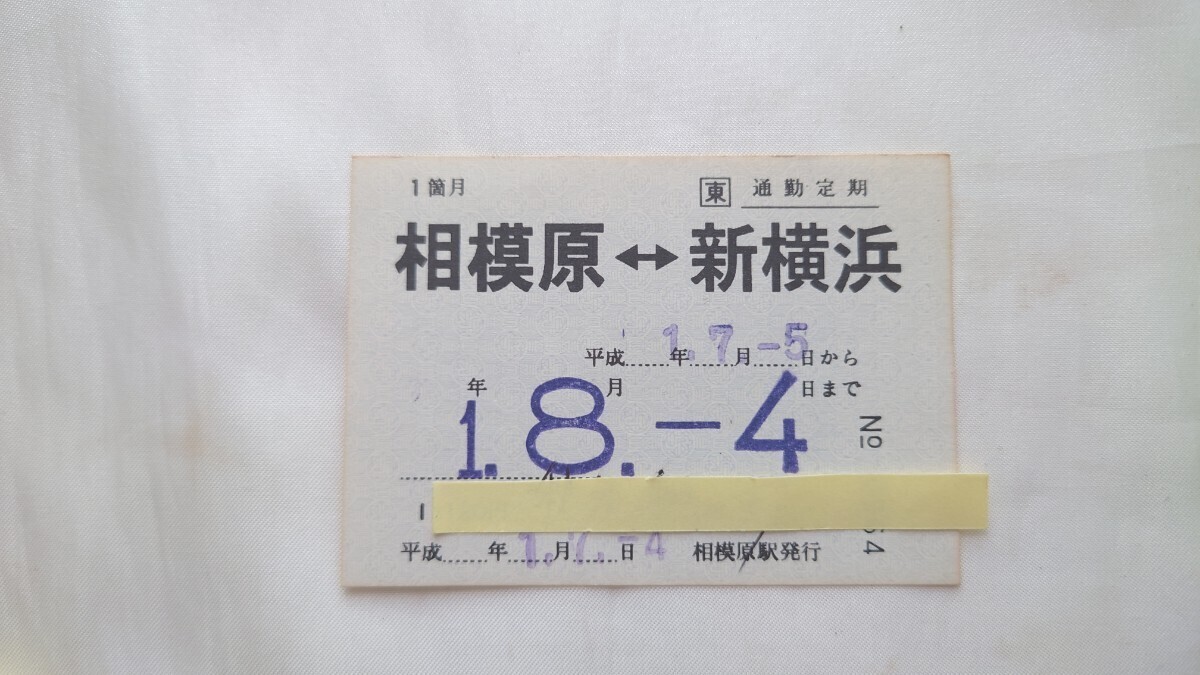 1箇月 東 通勤定期
相模原↔新横浜
平成 1年 7月 -5日から
1.年 8.月 -4日まで
No 54
平成 1.年 7.月 -4日 相模原駅発行